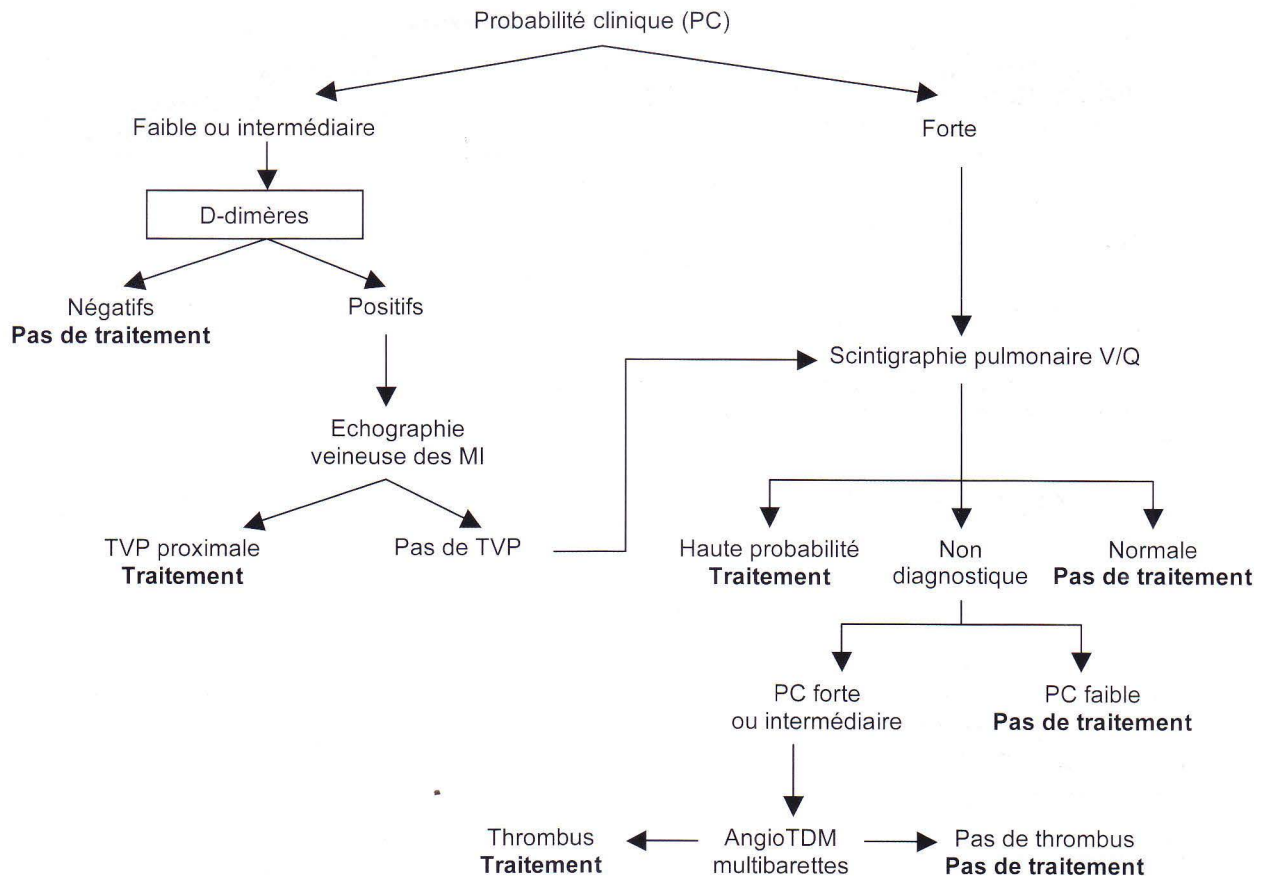 Probabilité clinique (PC)
Faible ou intermédiaire
Forte
D-dimères
Négatifs
Pas de traitement
Positifs
Scintigraphie pulmonaire V/Q
Echographie
veineuse des MI
TVP proximale
Traitement
Pas de TVP
Haute probabilité
Traitement
Non
diagnostique
Normale
Pas de traitement
PC forte
ou intermédiaire
PC faible
Pas de traitement
Thrombus
Traitement
AngioTDM
multibarettes
Pas de thrombus
Pas de traitement